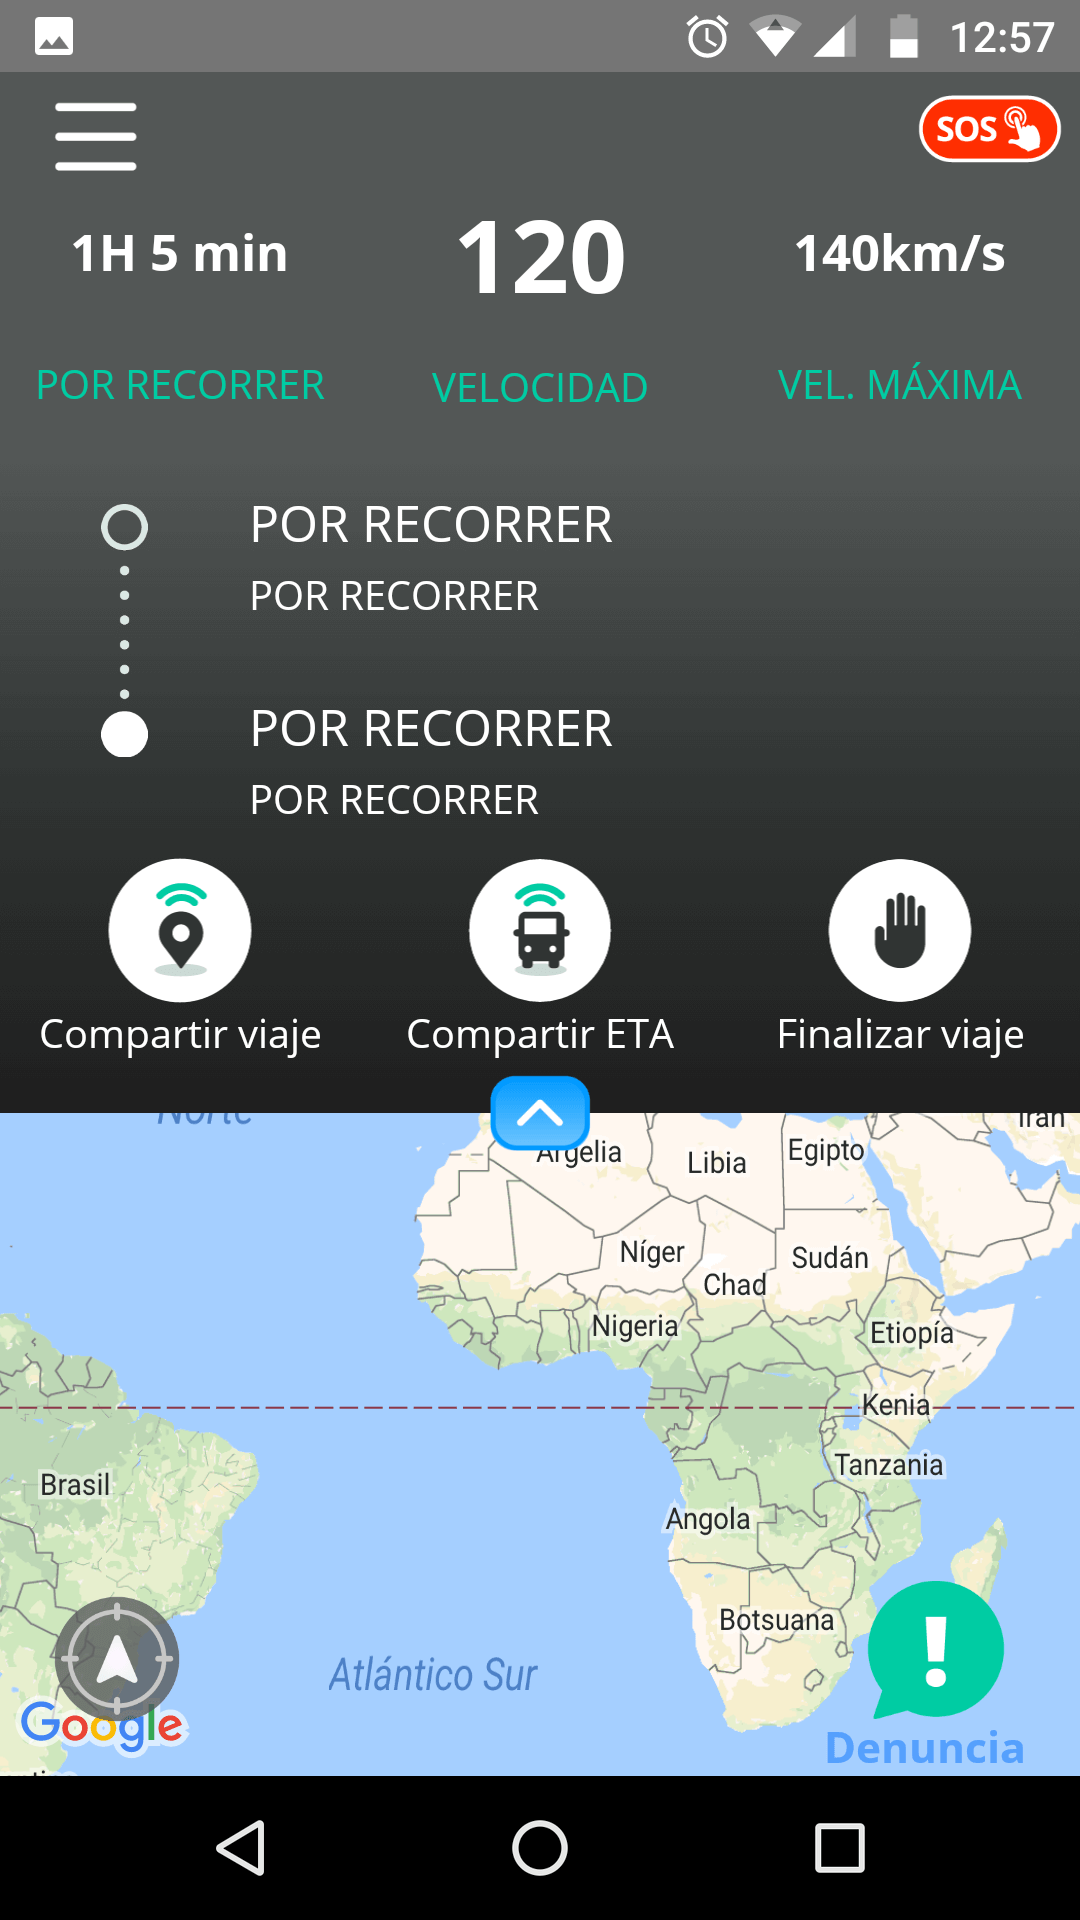 12:57
SOS
1H 5 min
120
140km/s
POR RECORRER
VELOCIDAD
VEL. MÁXIMA
POR RECORRER
POR RECORRER
POR RECORRER
POR RECORRER
Compartir viaje
Compartir ETA
Finalizar viaje
Norte
Irán
Argelia
Libia
Egipto
Níger
Chad
Sudán
Nigeria
Etiopía
Kenia
Brasil
Tanzania
Angola
Botsuana
Atlántico Sur
Google
!
Denuncia